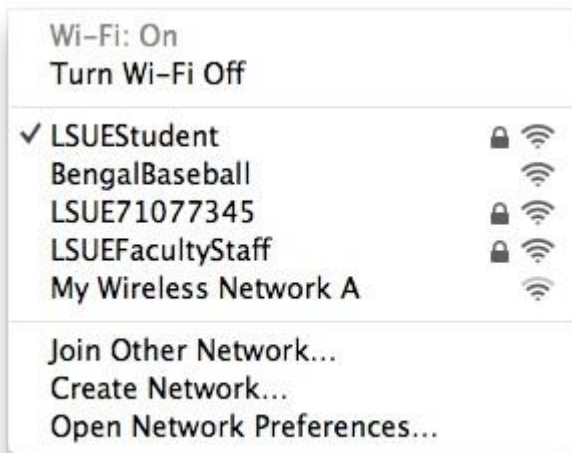 Wi-Fi: On
Turn Wi-Fi Off
✓ LSUEStudent
BengalBaseball
LSUE71077345
LSUEFacultyStaff
My Wireless Network A
Join Other Network...
Create Network...
Open Network Preferences...